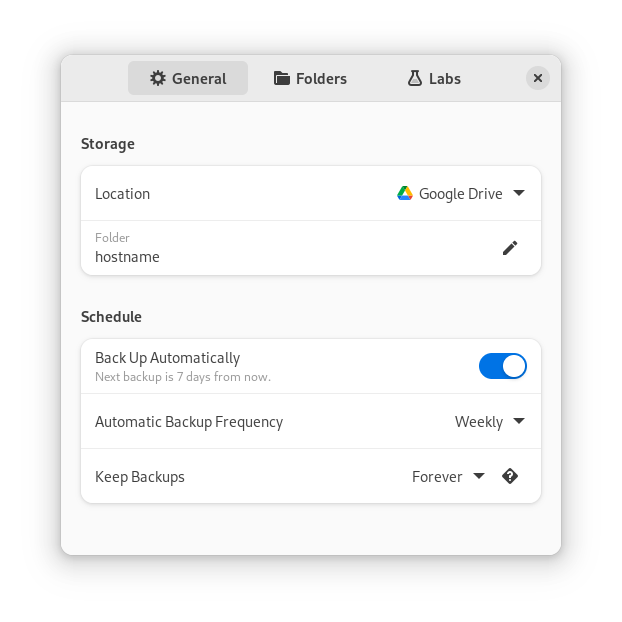 General
Folders
Labs
Storage
Location
Google Drive
Folder
hostname
Schedule
Back Up Automatically
Next backup is 7 days from now.
Automatic Backup Frequency
Weekly
Keep Backups
Forever
?